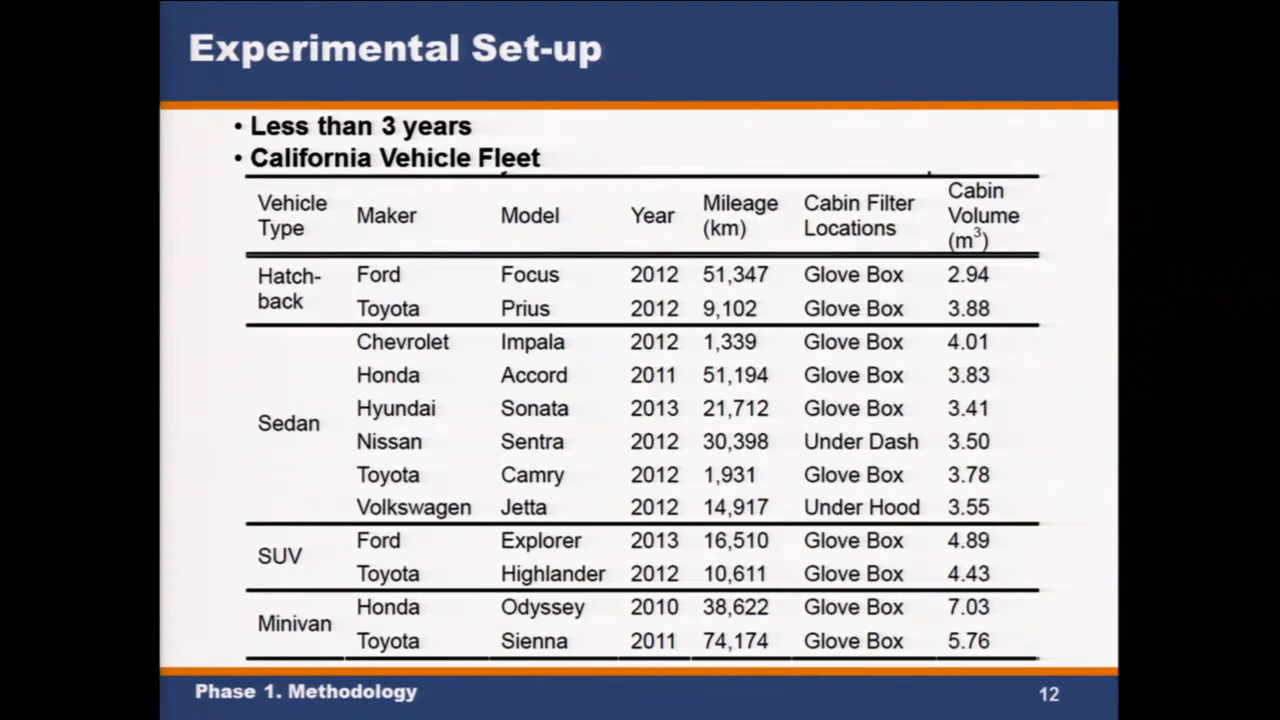 Experimental Set-up
• Less than 3 years
• California Vehicle Fleet
Vehicle Type Maker Model Year Mileage (km) Cabin Filter Locations Cabin Volume (m³)
Hatch-back Ford Focus 2012 51,347 Glove Box 2.94
Toyota Prius 2012 9,102 Glove Box 3.88
Sedan Chevrolet Impala 2012 1,339 Glove Box 4.01
Honda Accord 2011 51,194 Glove Box 3.83
Hyundai Sonata 2013 21,712 Glove Box 3.41
Nissan Sentra 2012 30,398 Under Dash 3.50
Toyota Camry 2012 1,931 Glove Box 3.78
Volkswagen Jetta 2012 14,917 Under Hood 3.55
SUV Ford Explorer 2013 16,510 Glove Box 4.89
Toyota Highlander 2012 10,611 Glove Box 4.43
Minivan Honda Odyssey 2010 38,622 Glove Box 7.03
Toyota Sienna 2011 74,174 Glove Box 5.76
Phase 1. Methodology 12